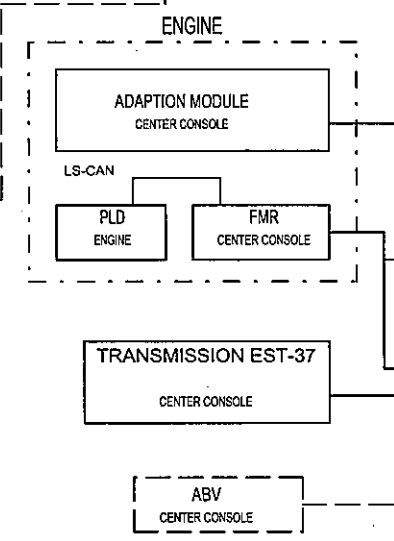 ENGINE
ADAPTION MODULE
CENTER CONSOLE
LS-CAN
PLD
ENGINE
FMR
CENTER CONSOLE
TRANSMISSION EST-37
CENTER CONSOLE
ABV
CENTER CONSOLE